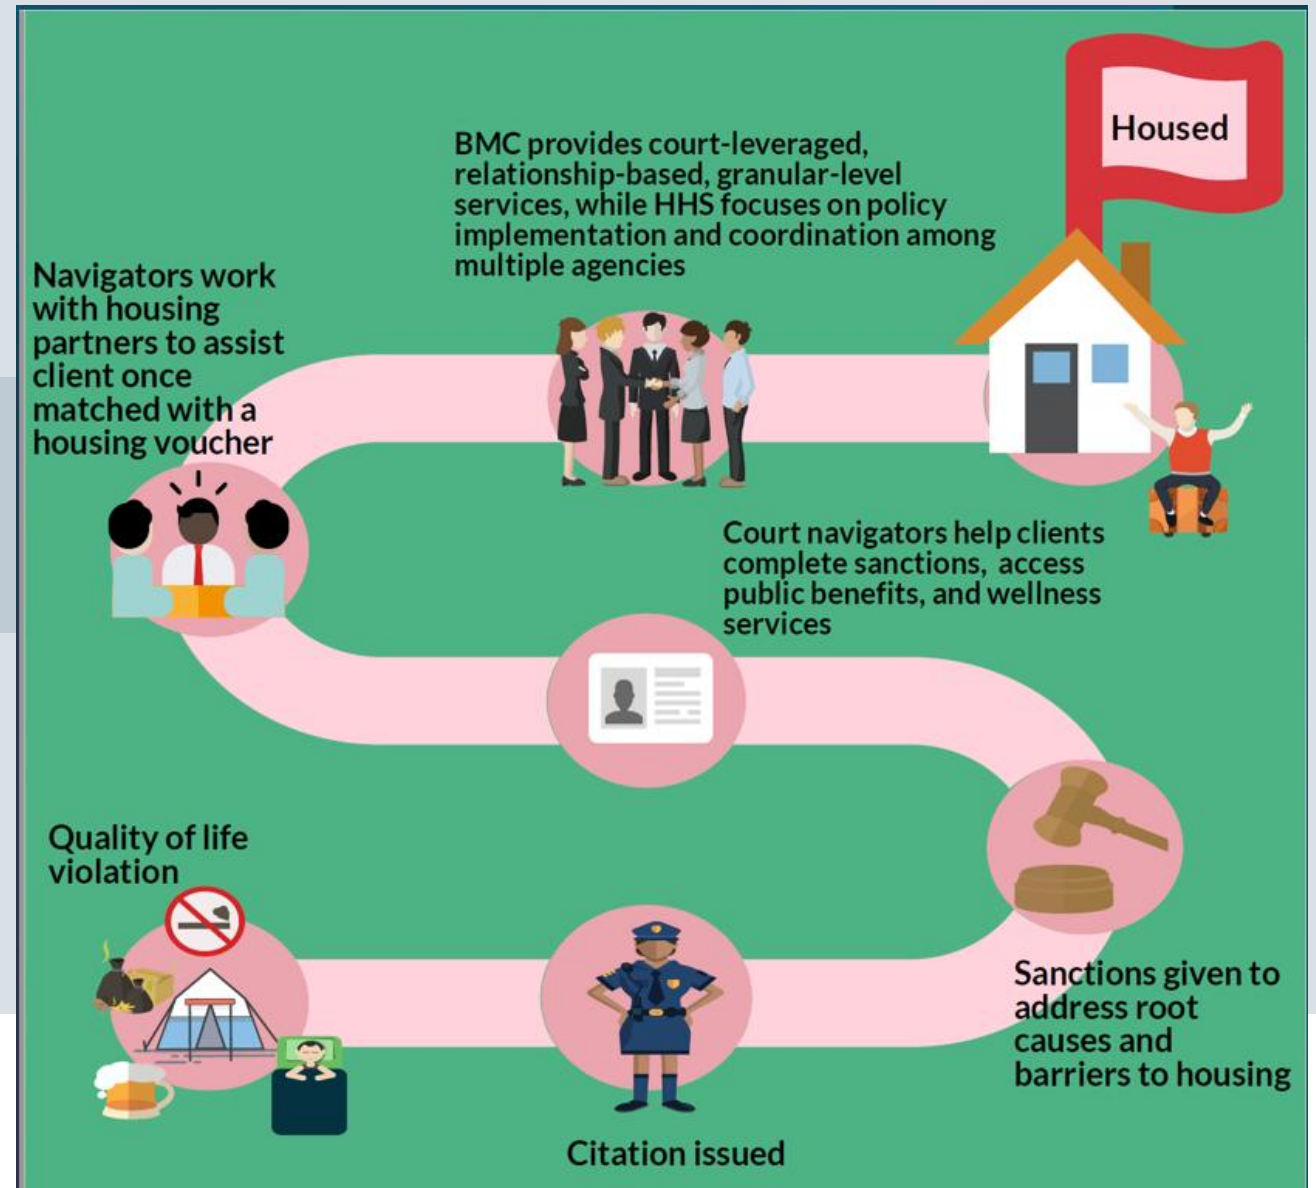 Housed
BMC provides court-leveraged,
relationship-based, granular-level
services, while HHS focuses on policy
implementation and coordination among
multiple agencies
Navigators work
with housing
partners to assist
client once
matched with a
housing voucher
Court navigators help clients
complete sanctions, access
public benefits, and wellness
services
Quality of life
violation
Sanctions given to
address root
causes and
barriers to housing
Citation issued